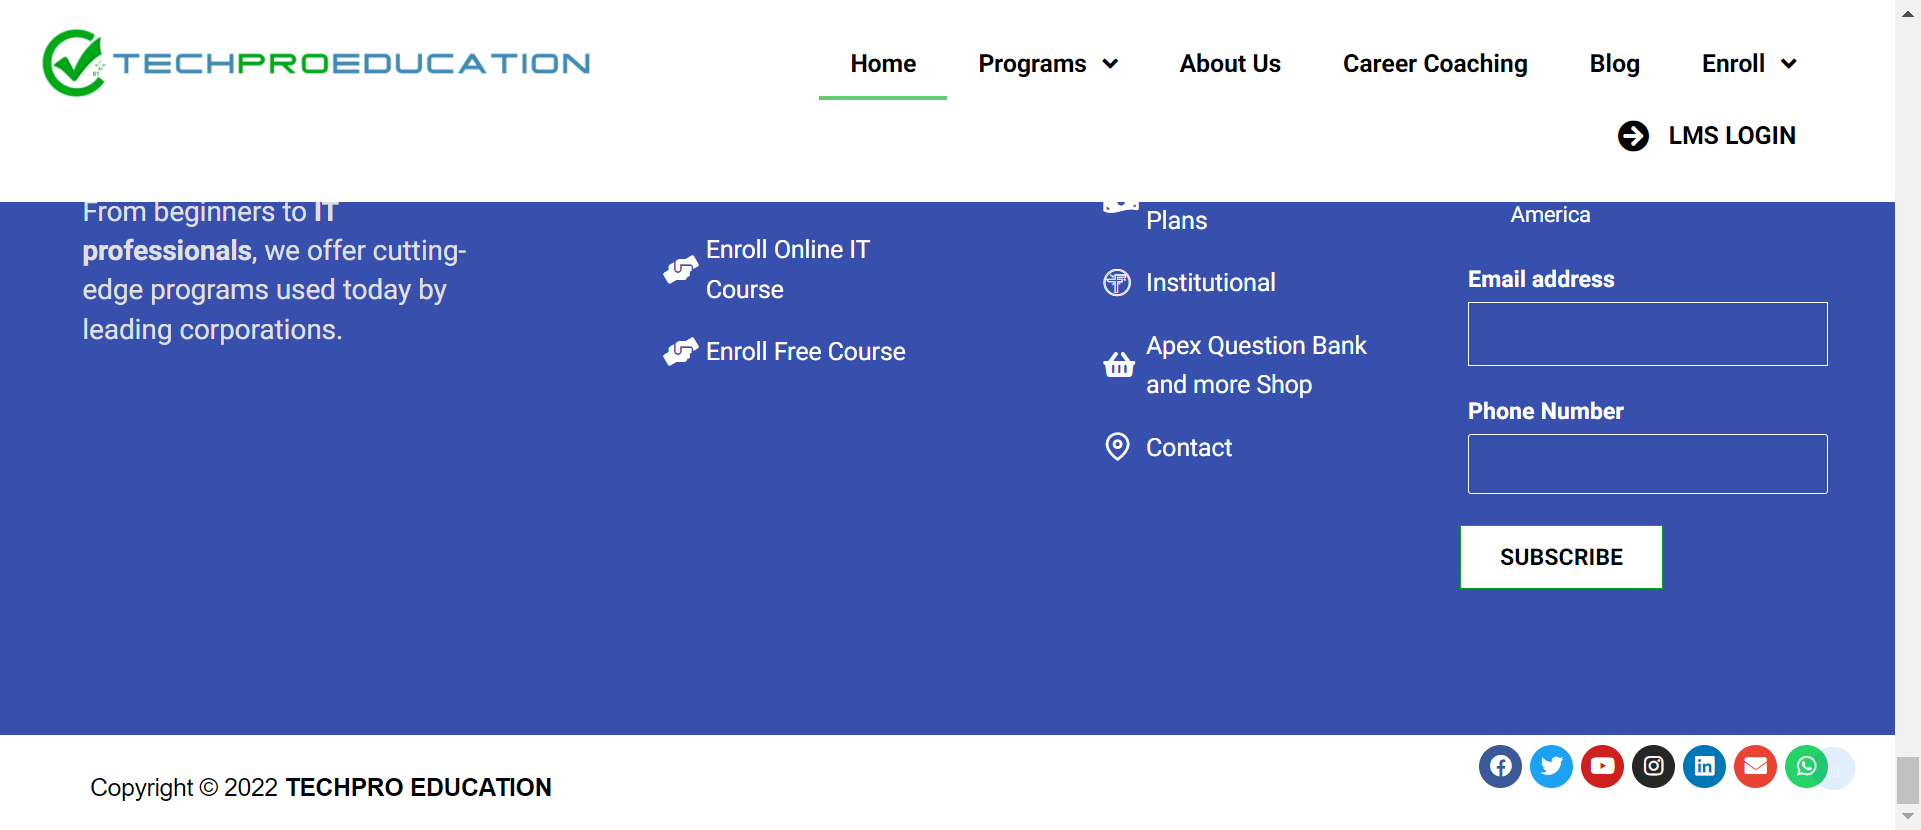 TECHPROEDUCATION
Home
Programs
About Us
Career Coaching
Blog
Enroll
LMS LOGIN
From beginners to IT
professionals, we offer cutting-
edge programs used today by
leading corporations.
Enroll Online IT
Course
Enroll Free Course
Plans
Institutional
Apex Question Bank
and more Shop
Contact
America
Email address
Phone Number
SUBSCRIBE
Copyright © 2022 TECHPRO EDUCATION